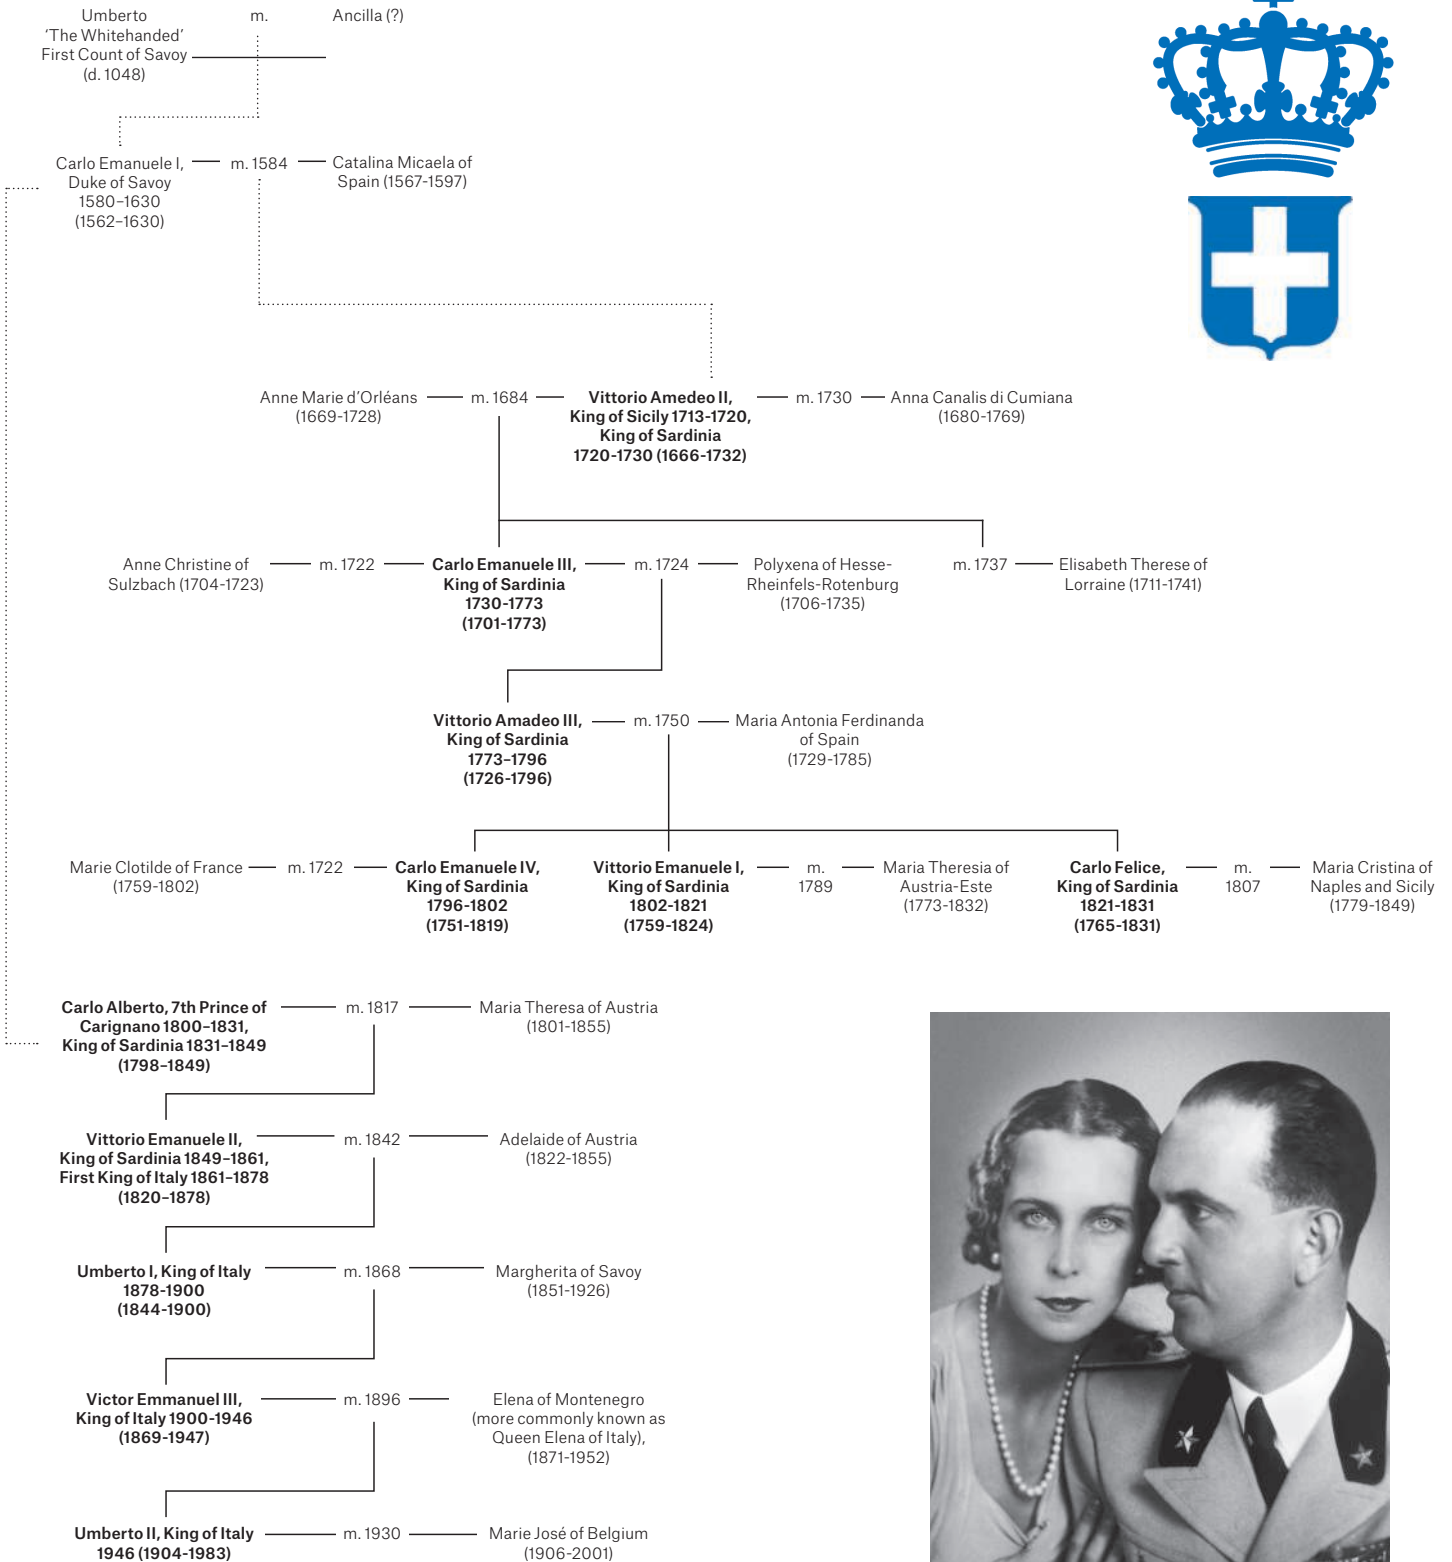 Umberto
‘The Whitehanded’
First Count of Savoy
(d. 1048)
m.
Ancilla (?)
Carlo Emanuele I,
Duke of Savoy
1580–1630
(1562–1630)
m. 1584
Catalina Micaela of
Spain (1567-1597)
Anne Marie d’Orléans
(1669-1728)
m. 1684
Vittorio Amedeo II,
King of Sicily 1713-1720,
King of Sardinia
1720-1730 (1666-1732)
m. 1730
Anna Canalis di Cumiana
(1680-1769)
Anne Christine of
Sulzbach (1704-1723)
m. 1722
Carlo Emanuele III,
King of Sardinia
1730-1773
(1701-1773)
m. 1724
Polyxena of Hesse-
Rheinfels-Rotenburg
(1706-1735)
m. 1737
Elisabeth Therese of
Lorraine (1711-1741)
Vittorio Amadeo III,
King of Sardinia
1773–1796
(1726-1796)
m. 1750
Maria Antonia Ferdinanda
of Spain
(1729-1785)
Marie Clotilde of France
(1759-1802)
m. 1722
Carlo Emanuele IV,
King of Sardinia
1796-1802
(1751-1819)
Vittorio Emanuele I,
King of Sardinia
1802-1821
(1759-1824)
m.
1789
Maria Theresia of
Austria-Este
(1773-1832)
Carlo Felice,
King of Sardinia
1821-1831
(1765-1831)
m.
1807
Maria Cristina of
Naples and Sicily
(1779-1849)
Carlo Alberto, 7th Prince of
Carignano 1800–1831,
King of Sardinia 1831–1849
(1798–1849)
m. 1817
Maria Theresa of Austria
(1801-1855)
Vittorio Emanuele II,
King of Sardinia 1849–1861,
First King of Italy 1861–1878
(1820–1878)
m. 1842
Adelaide of Austria
(1822-1855)
Umberto I, King of Italy
1878-1900
(1844-1900)
m. 1868
Margherita of Savoy
(1851-1926)
Victor Emmanuel III,
King of Italy 1900-1946
(1869-1947)
m. 1896
Elena of Montenegro
(more commonly known as
Queen Elena of Italy),
(1871-1952)
Umberto II, King of Italy
1946 (1904-1983)
m. 1930
Marie José of Belgium
(1906-2001)